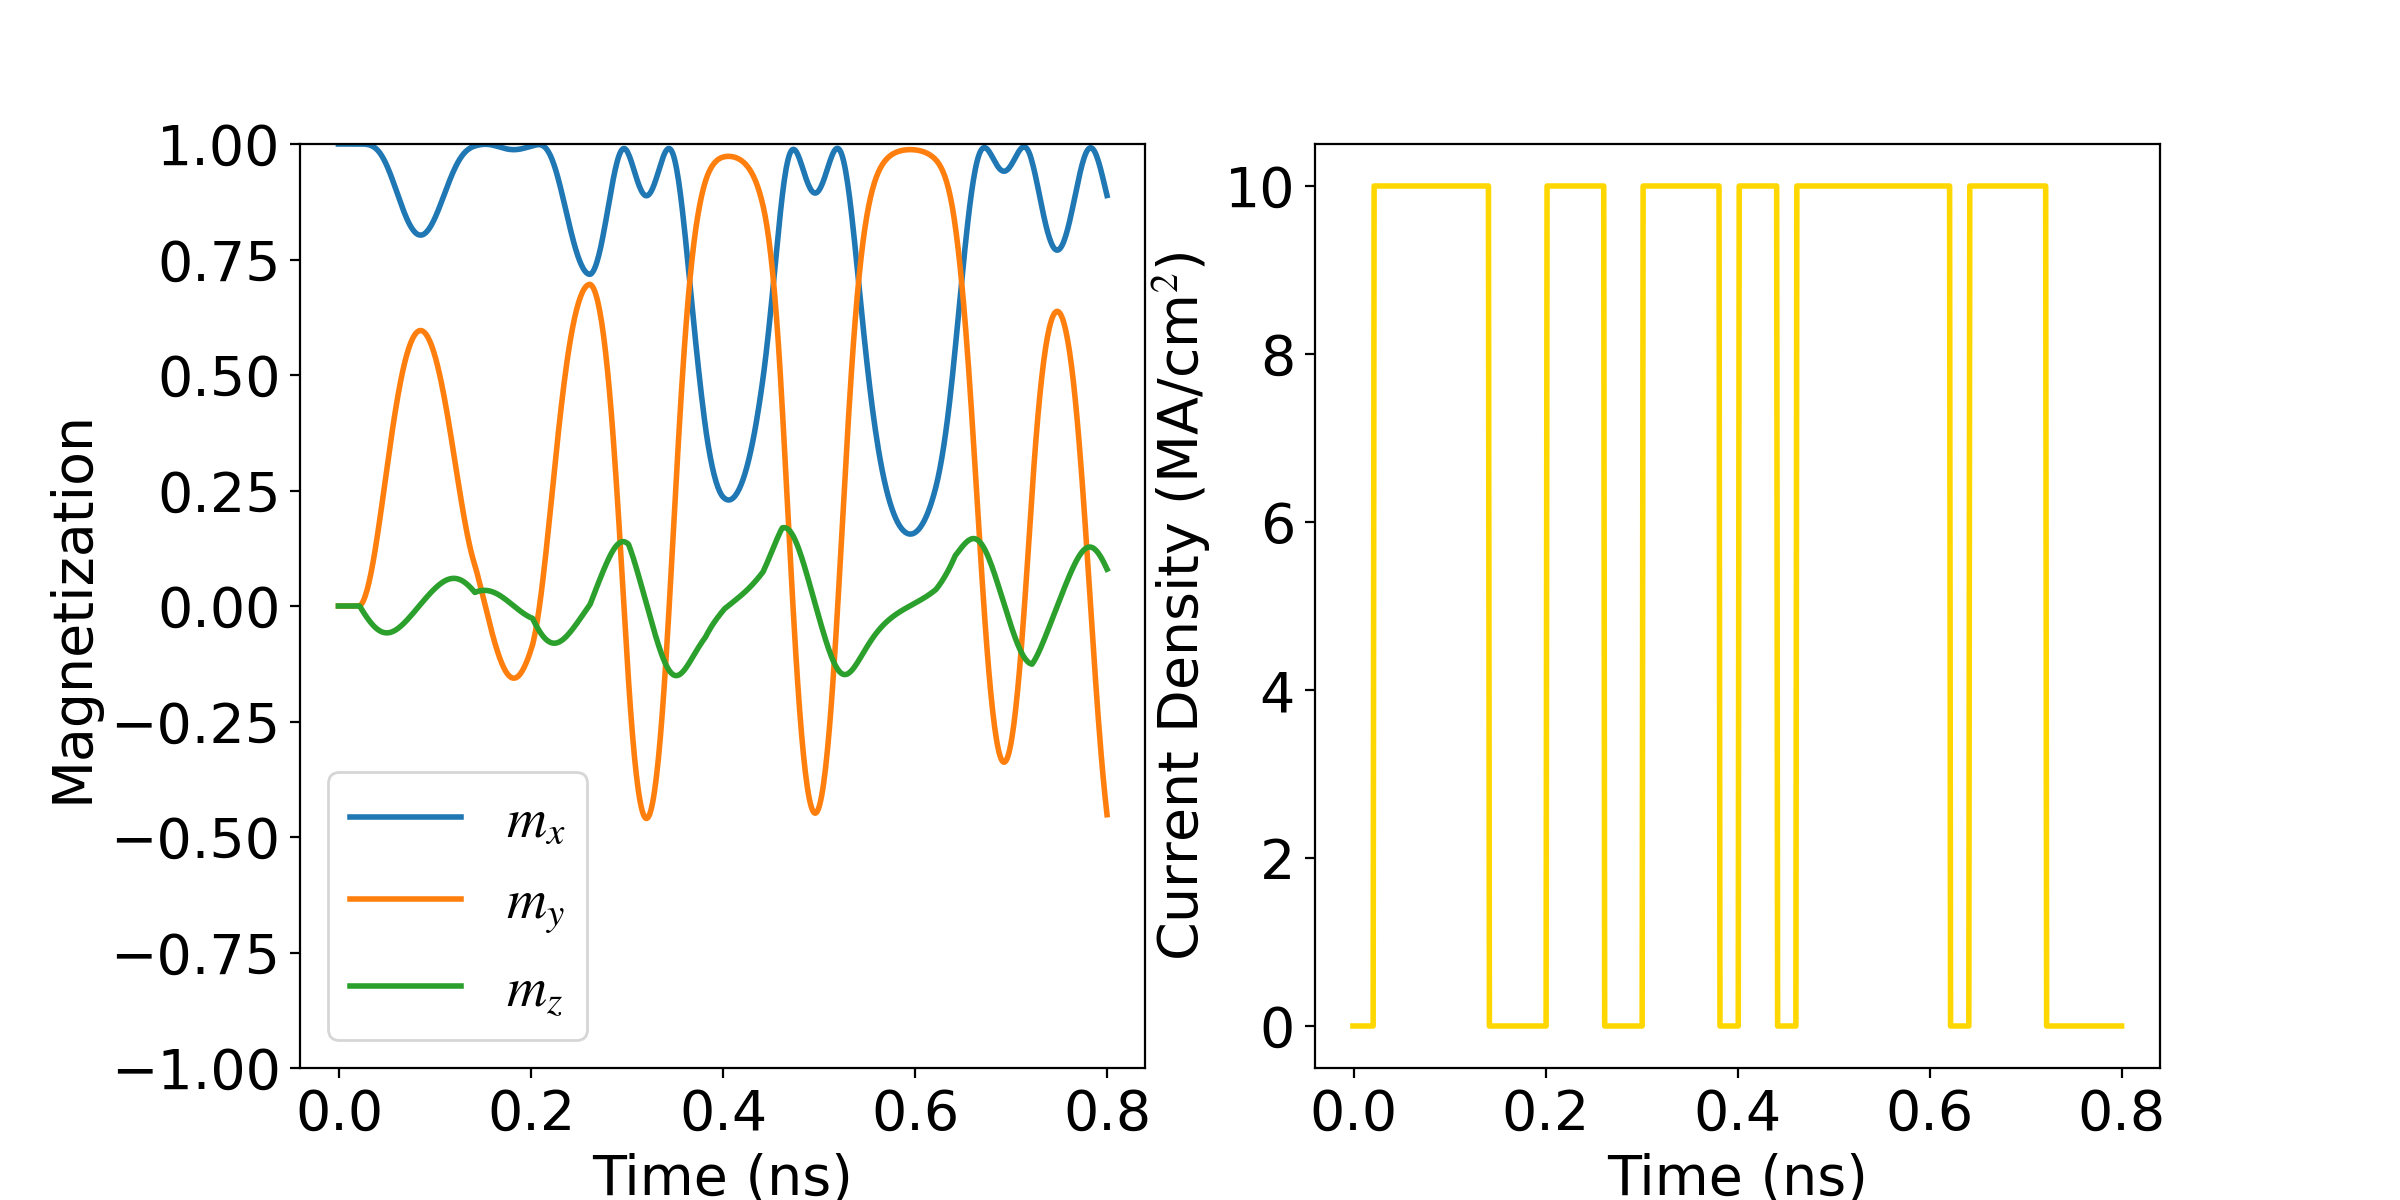 Magnetization
1.00
0.75
0.50
0.25
0.00
−0.25
−0.50
−0.75
−1.00
0.0 0.2 0.4 0.6 0.8
Time (ns)
m_x
m_y
m_z
Current Density (MA/cm²)
10
8
6
4
2
0
0.0 0.2 0.4 0.6 0.8
Time (ns)